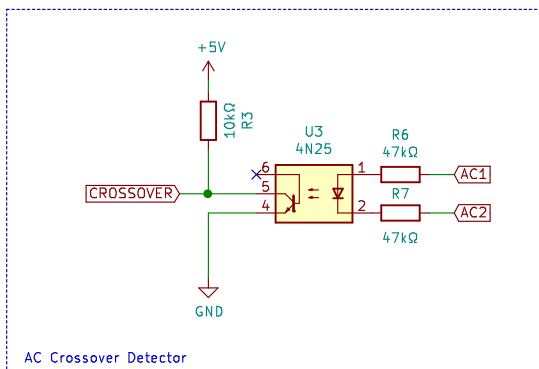 +5V
10kΩ
R3
U3
4N25
R6
47kΩ
6
1
AC1
CROSSOVER
5
R7
4
2
AC2
47kΩ
GND
AC Crossover Detector